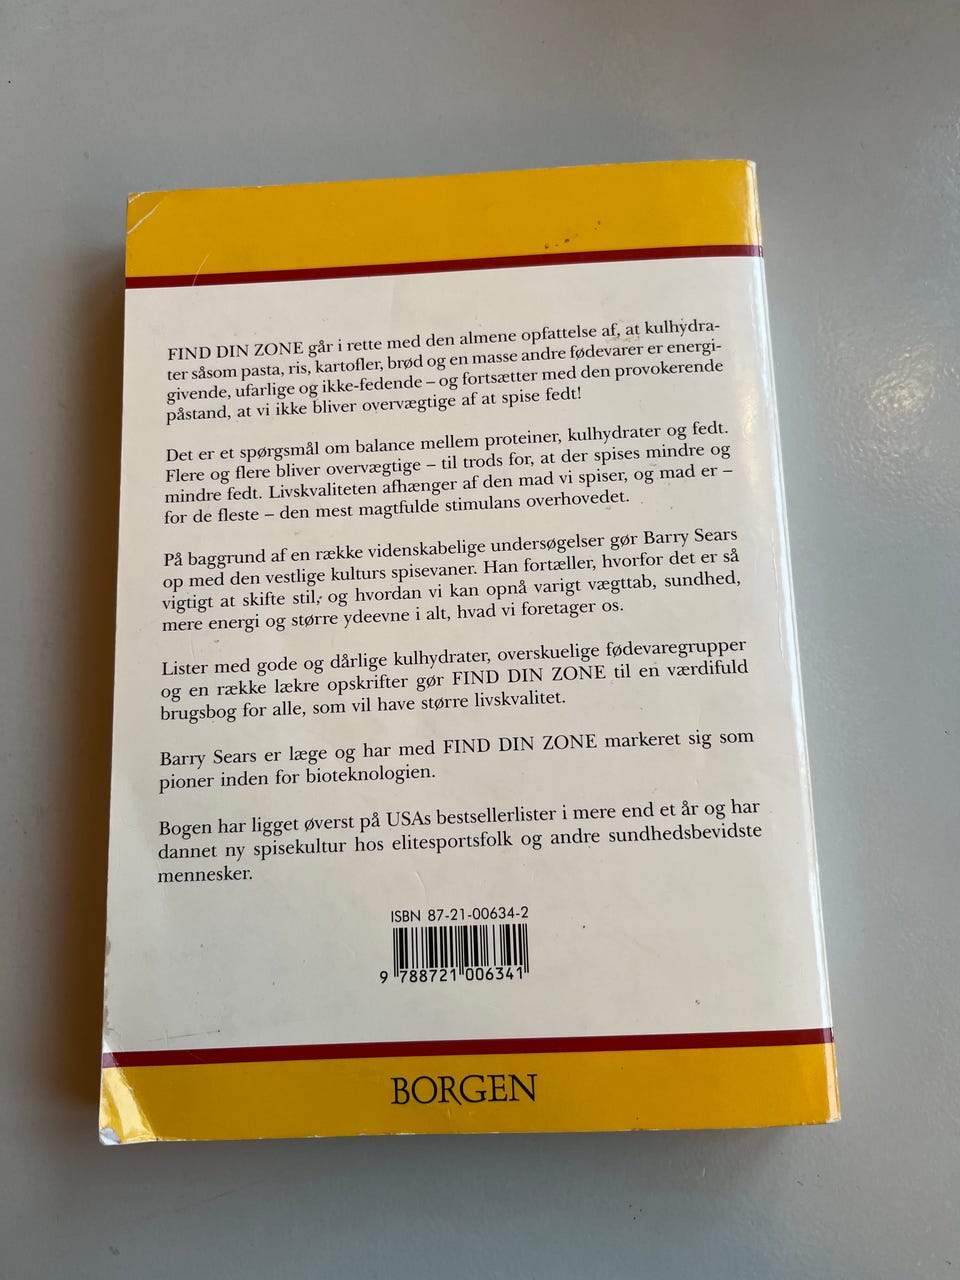 FIND DIN ZONE går i rette med den almene opfattelse af, at kulhydra-
ter såsom pasta, ris, kartofler, brød og en masse andre fødevarer er energi-
givende, ufarlige og ikke-fedende – og fortsætter med den provokerende
påstand, at vi ikke bliver overvægtige af at spise fedt!
Det er et spørgsmål om balance mellem proteiner, kulhydrater og fedt.
Flere og flere bliver overvægtige – til trods for, at der spises mindre og
mindre fedt. Livskvaliteten afhænger af den mad vi spiser, og mad er –
for de fleste – den mest magtfulde stimulans overhovedet.
På baggrund af en række videnskabelige undersøgelser gør Barry Sears
op med den vestlige kulturs spisevaner. Han fortæller, hvorfor det er så
vigtigt at skifte stil, og hvordan vi kan opnå varigt vægttab, sundhed,
mere energi og større ydeevne i alt, hvad vi foretager os.
Lister med gode og dårlige kulhydrater, overskuelige fødevaregrupper
og en række lækre opskrifter gør FIND DIN ZONE til en værdifuld
brugsbog for alle, som vil have større livskvalitet.
Barry Sears er læge og har med FIND DIN ZONE markeret sig som
pioner inden for bioteknologien.
Bogen har ligget øverst på USAs bestsellerlister i mere end et år og har
dannet ny spisekultur hos elitesportsfolk og andre sundhedsbevidste
mennesker.
ISBN 87-21-00634-2
9 788721 006341
BORGEN